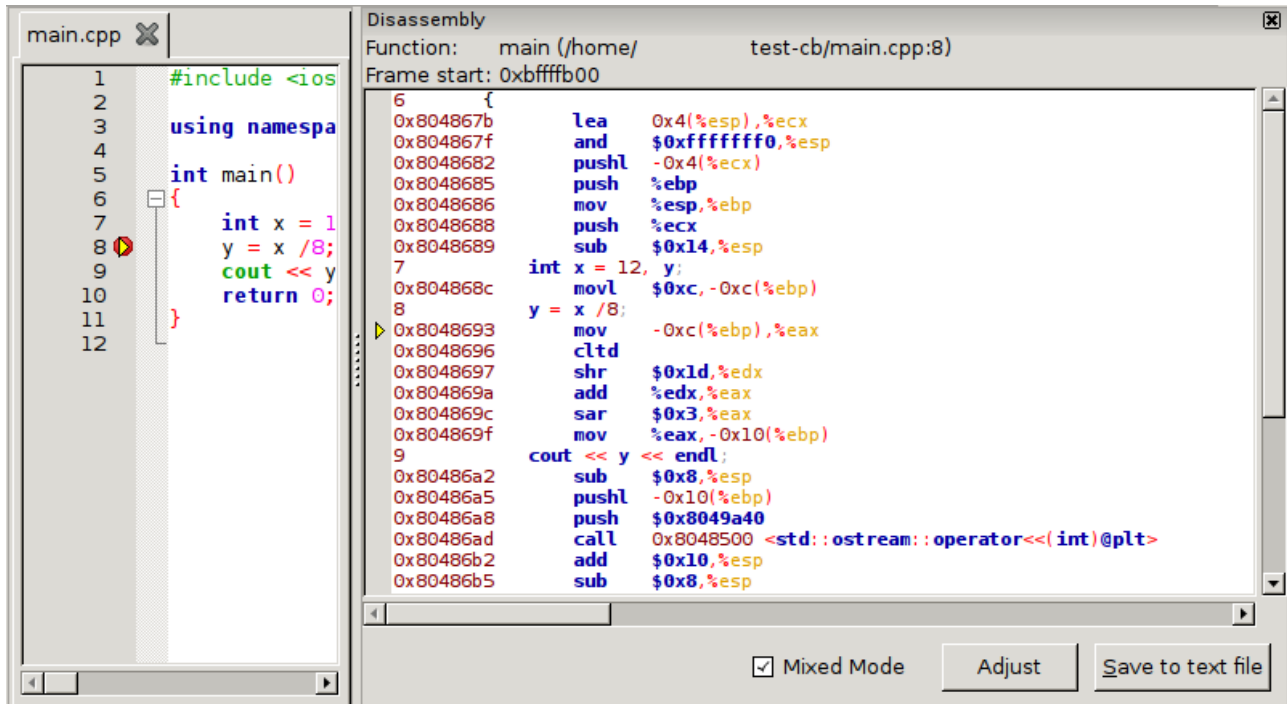 main.cpp
1 #include <ios
2
3 using namespa
4
5 int main()
6 {
7 int x = 1
8 y = x /8;
9 cout << y
10 return 0;
11 }
12
Disassembly
Function: main (/home/ test-cb/main.cpp:8)
Frame start: 0xbffffb00
6 {
0x804867b lea 0x4(%esp),%ecx
0x804867f and $0xfffffff0,%esp
0x8048682 pushl -0x4(%ecx)
0x8048685 push %ebp
0x8048686 mov %esp,%ebp
0x8048688 push %ecx
0x8048689 sub $0x14,%esp
7 int x = 12, y;
0x804868c movl $0xc,-0xc(%ebp)
8 y = x /8;
0x8048693 mov -0xc(%ebp),%eax
0x8048696 cltd
0x8048697 shr $0x1d,%edx
0x804869a add %edx,%eax
0x804869c sar $0x3,%eax
0x804869f mov %eax,-0x10(%ebp)
9 cout << y << endl;
0x80486a2 sub $0x8,%esp
0x80486a5 pushl -0x10(%ebp)
0x80486a8 push $0x8049a40
0x80486ad call 0x8048500 <std::ostream::operator<<(int)@plt>
0x80486b2 add $0x10,%esp
0x80486b5 sub $0x8,%esp
Mixed Mode Adjust Save to text file